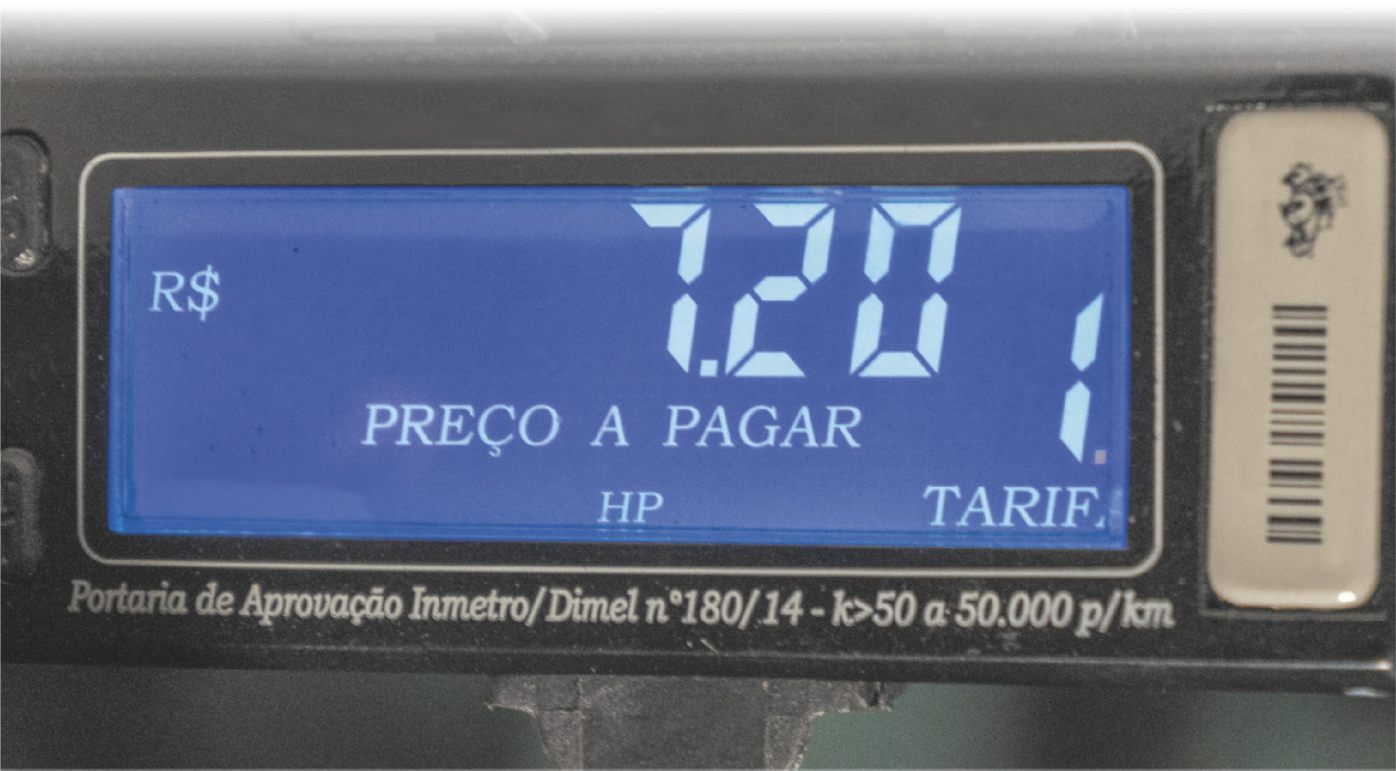 R$ 7.20
1
PREÇO A PAGAR
HP TARIF.
Portaria de Aprovação Inmetro/Dimel n°180/14 - k>50 a 50.000 p/km